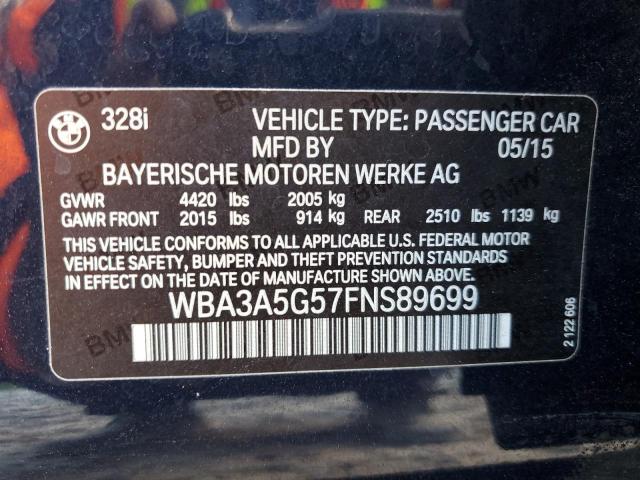 328i VEHICLE TYPE: PASSENGER CAR
MFD BY 05/15
BAYERISCHE MOTOREN WERKE AG
GVWR 4420 lbs 2005 kg
GAWR FRONT 2015 lbs 914 kg REAR 2510 lbs 1139 kg
THIS VEHICLE CONFORMS TO ALL APPLICABLE U.S. FEDERAL MOTOR
VEHICLE SAFETY, BUMPER AND THEFT PREVENTION STANDARDS
IN EFFECT ON THE DATE OF MANUFACTURE SHOWN ABOVE.
WBA3A5G57FNS89699
2 122 606